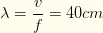 λ = v/f = 40cm